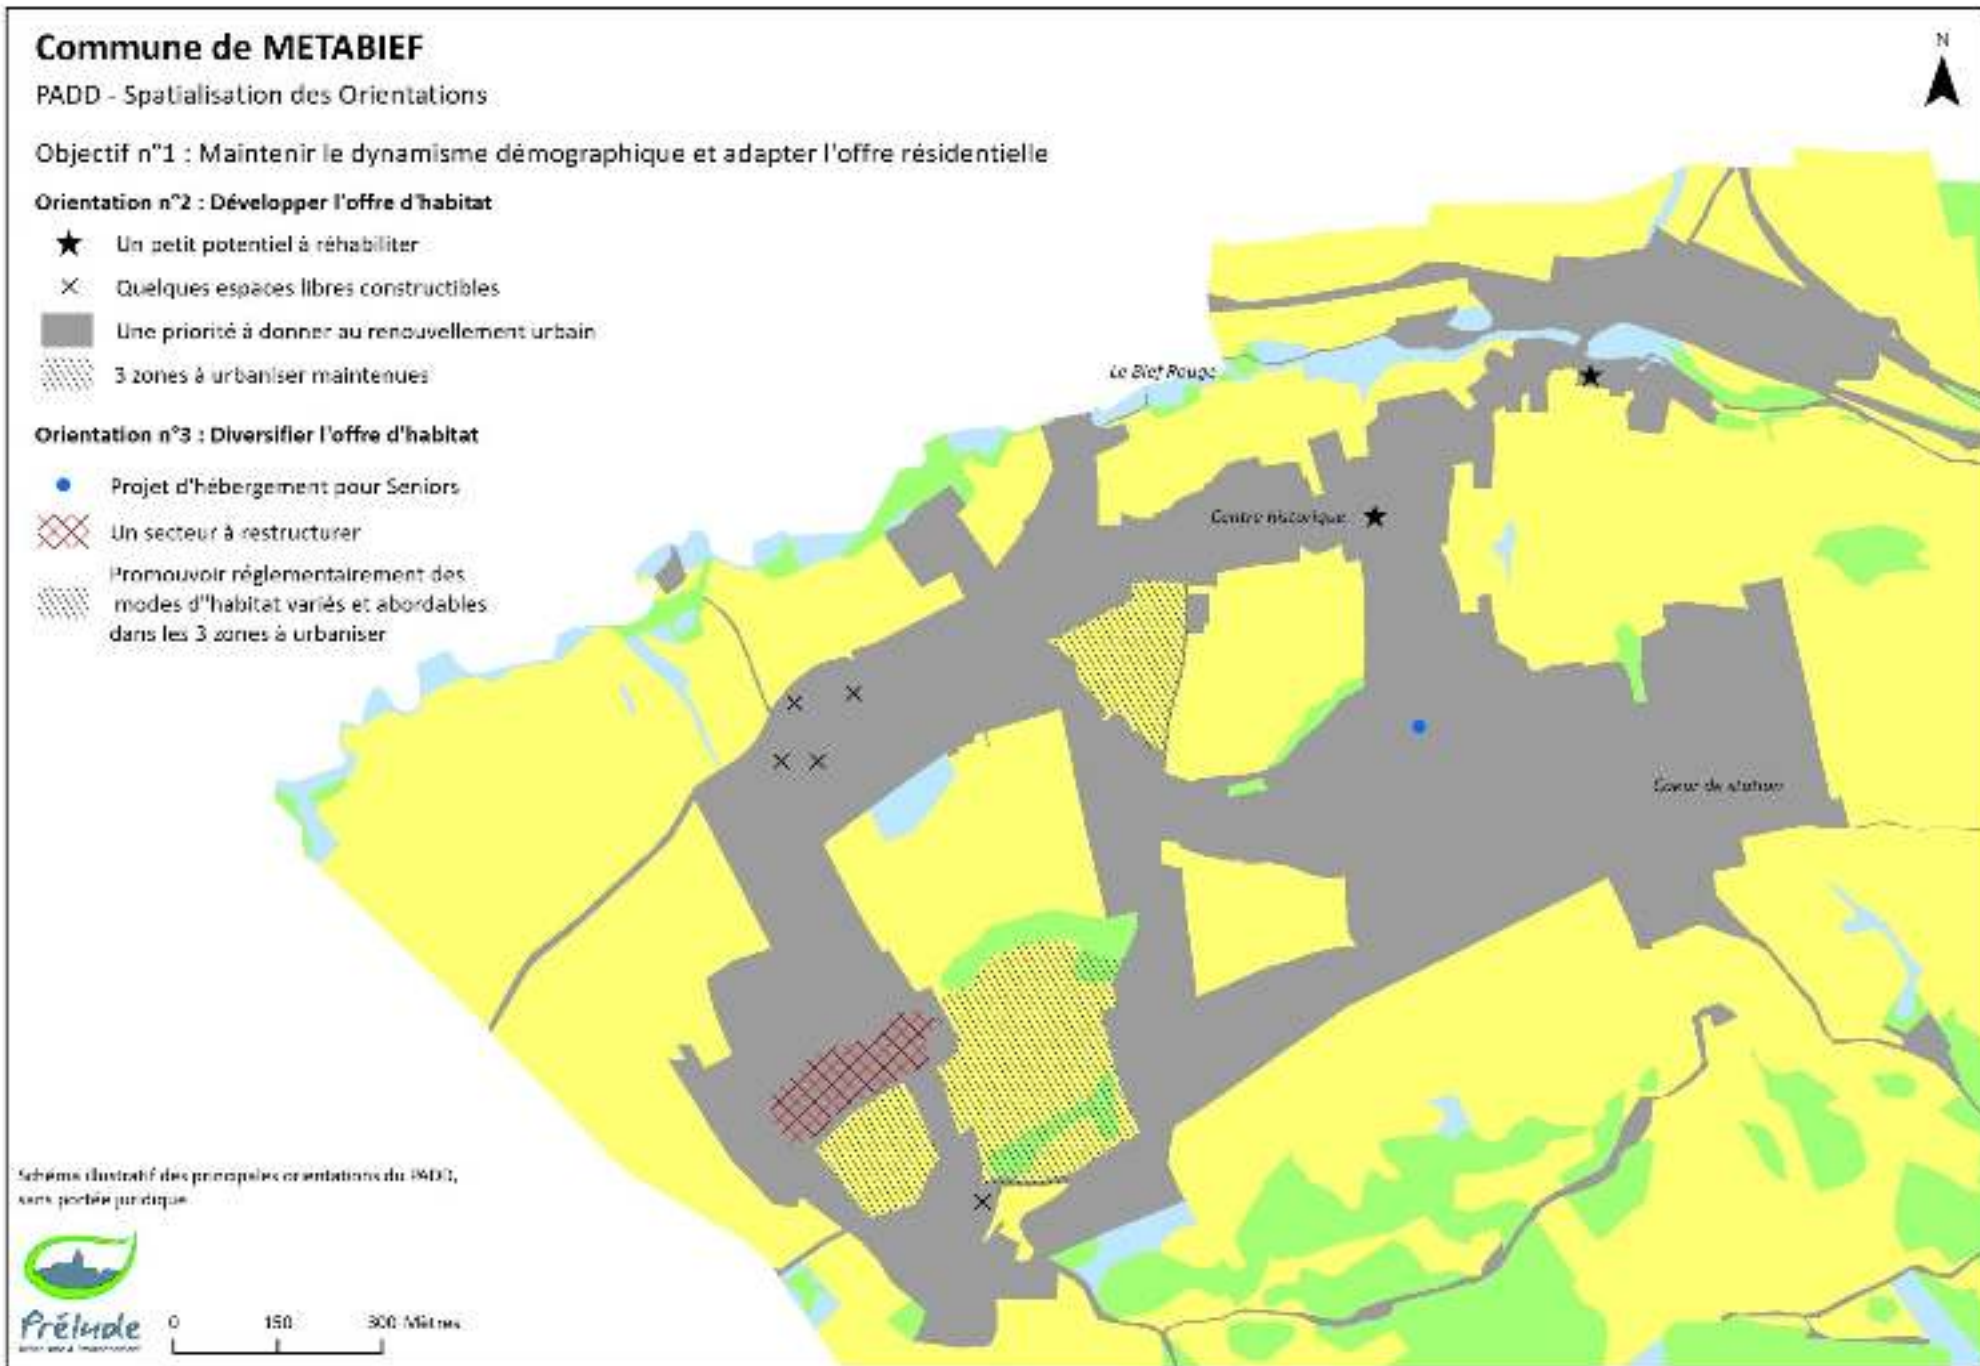 Commune de METABIEF
N
PADD - Spatialisation des Orientations
Objectif n°1 : Maintenir le dynamisme démographique et adapter l'offre résidentielle
Orientation n°2 : Développer l'offre d'habitat
Un petit potentiel à réhabiliter
Quelques espaces libres constructibles
Une priorité à donner au renouvellement urbain
3 zones à urbaniser maintenues
Orientation n°3 : Diversifier l'offre d'habitat
Projet d'hébergement pour Seniors
Un secteur à restructurer
Promouvoir réglementairement des
modes d"habitat variés et abordables
dans les 3 zones à urbaniser
Le Bief Rouge
Centre historique
Coeur de station
Schéma illustratif des principales orientations du PADD,
sans portée juridique
Prélude
0 150 300 Mètres